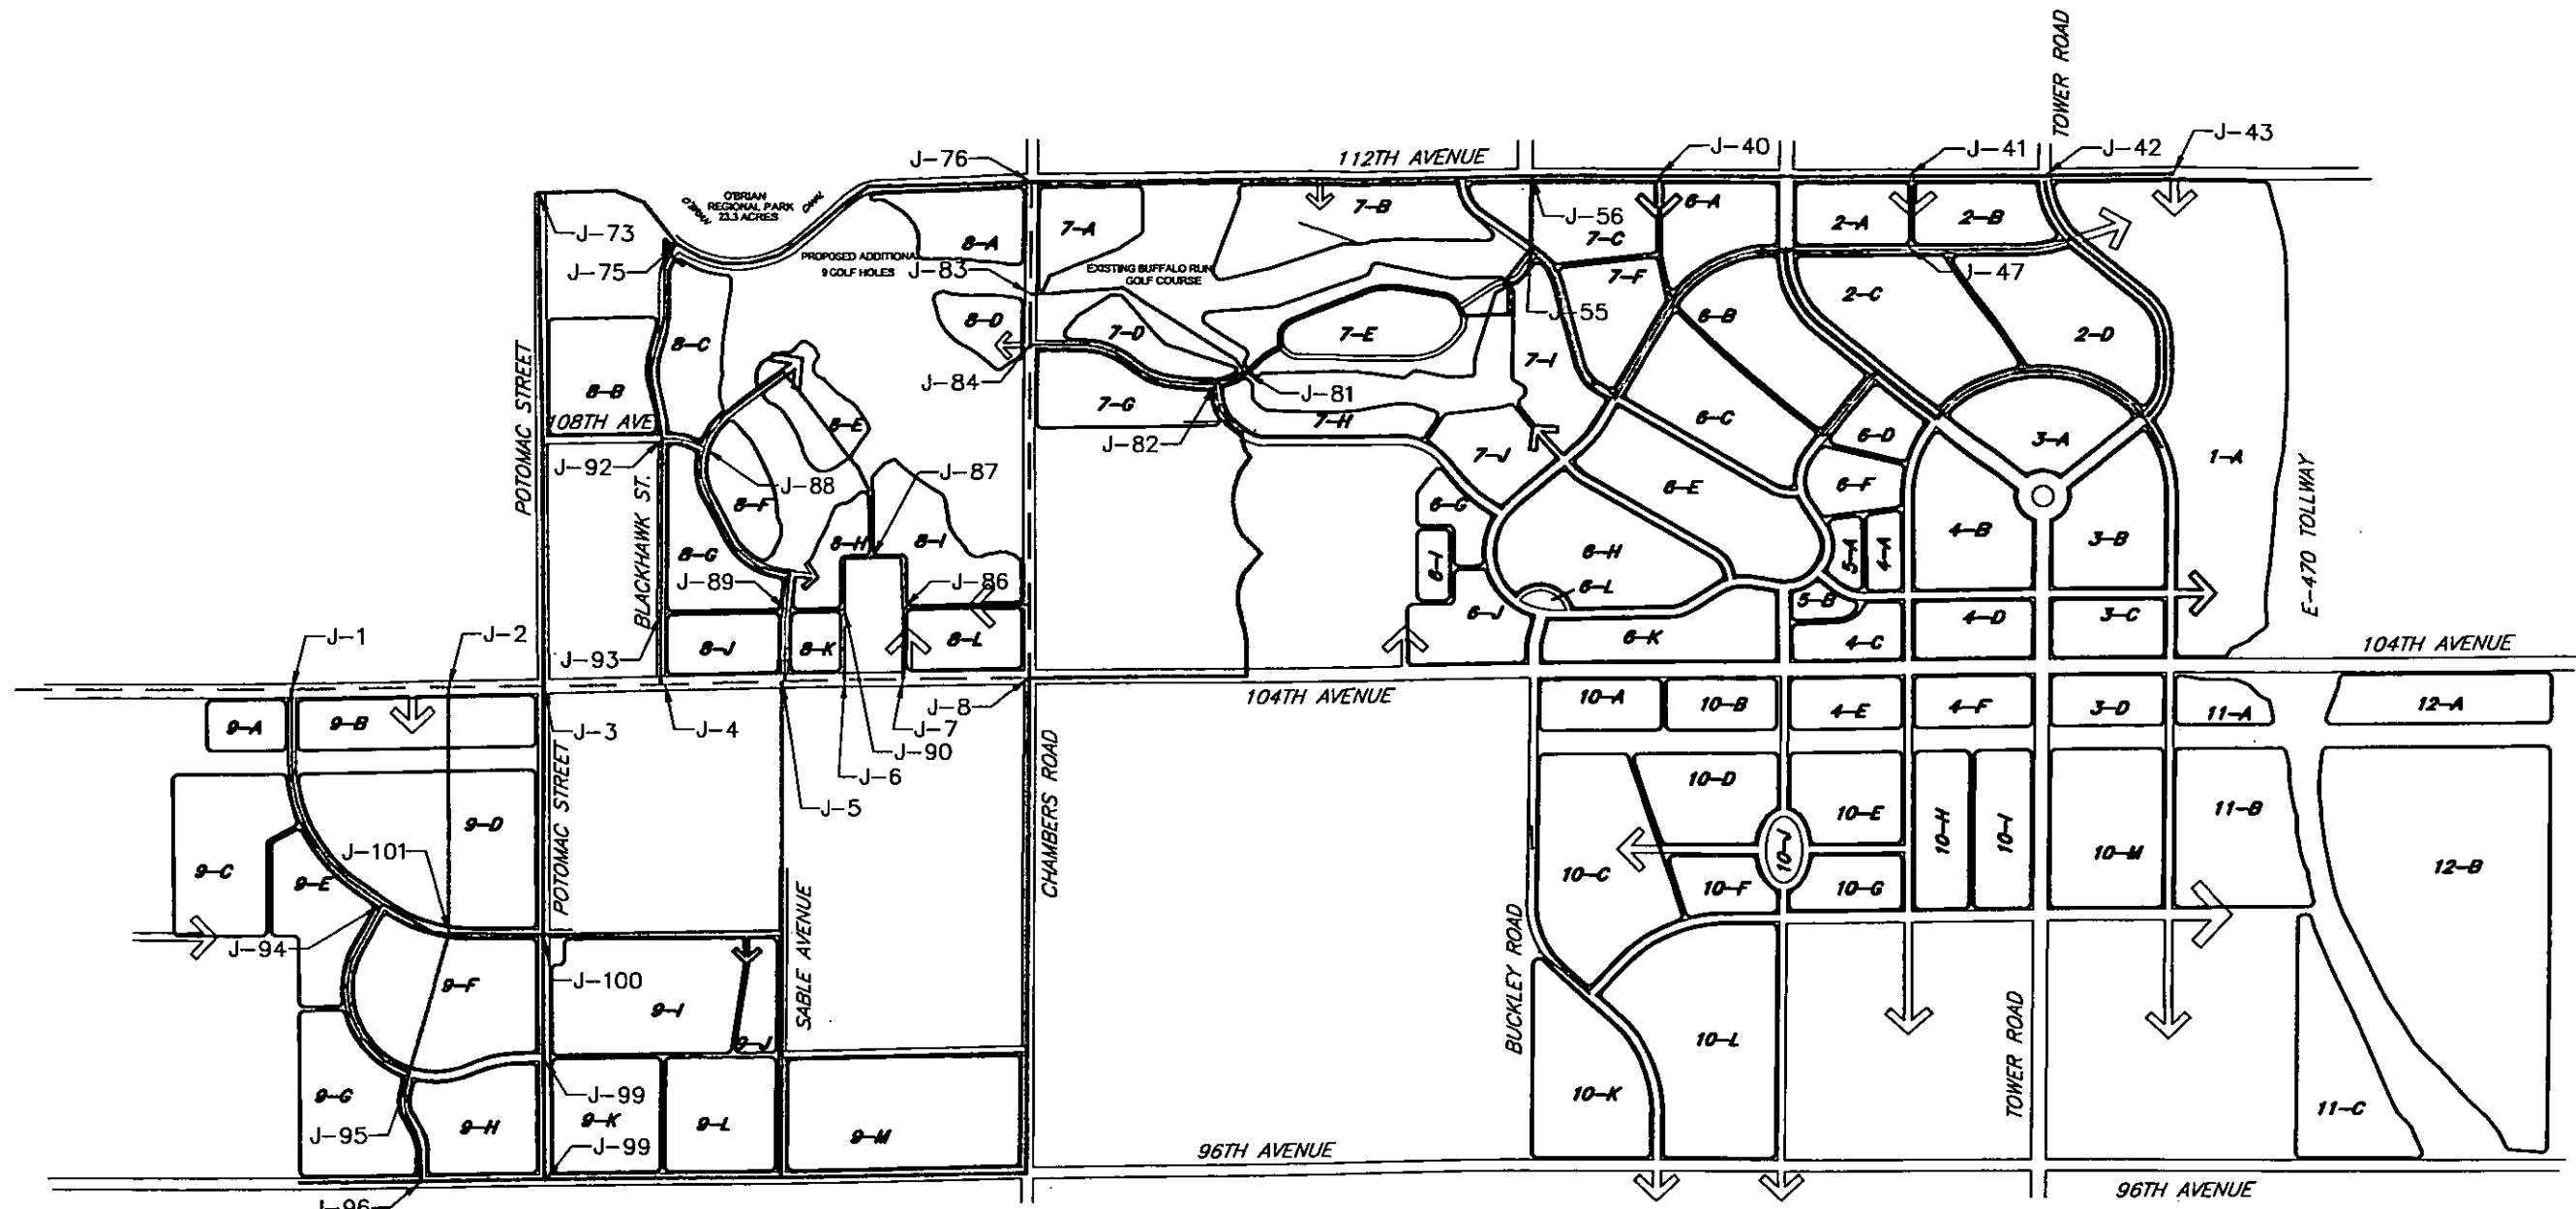 TOWER ROAD
J-76
112TH AVENUE
J-40
J-41
J-42
J-43
O'BRIAN
O'BRIAN
REGIONAL PARK
23.3 ACRES
CANAL
J-73
J-75
8-A
7-A
7-B
J-56
6-A
7-C
2-A
2-B
PROPOSED ADDITIONA
9 GOLF HOLES
J-83
EXISTING BUFFALO RUN
GOLF COURSE
7-F
J-47
2-C
8-D
7-D
7-E
J-55
6-B
2-D
POTOMAC STREET
8-C
8-B
J-84
7-I
J-81
7-G
7-H
6-C
108TH AVE
8-E
J-82
6-D
3-A
J-92
J-87
7-J
1-A
BLACKHAWK ST.
J-88
8-F
6-G
6-E
6-F
E-470 TOLLWAY
8-G
8-H
8-I
6-I
6-H
5-A
4-A
4-B
3-B
J-89
J-86
6-L
5-B
6-J
4-D
3-C
J-1
J-2
J-93
8-J
8-K
8-L
6-K
4-C
104TH AVENUE
9-A
9-B
J-3
J-4
J-8
J-7
104TH AVENUE
10-A
10-B
4-E
4-F
3-D
11-A
12-A
J-90
J-6
J-5
POTOMAC STREET
CHAMBERS ROAD
10-D
9-D
10-E
10-H
10-I
11-B
J-101
9-C
9-E
10-C
10-J
10-M
12-B
10-F
10-G
SABLE AVENUE
J-94
BUCKLEY ROAD
9-F
J-100
9-I
TOWER ROAD
9-J
10-L
9-G
J-99
10-K
9-K
9-L
11-C
J-95
9-H
9-M
J-99
96TH AVENUE
96TH AVENUE
J-96